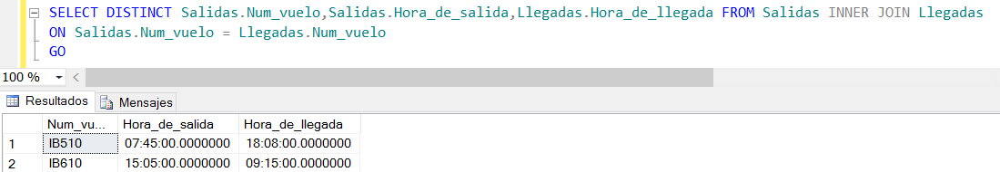 SELECT DISTINCT Salidas.Num_vuelo,Salidas.Hora_de_salida,Llegadas.Hora_de_llegada FROM Salidas INNER JOIN Llegadas
ON Salidas.Num_vuelo = Llegadas.Num_vuelo
GO
100 %
Resultados Mensajes
Num_vu... Hora_de_salida Hora_de_llegada
1 IB510 07:45:00.0000000 18:08:00.0000000
2 IB610 15:05:00.0000000 09:15:00.0000000